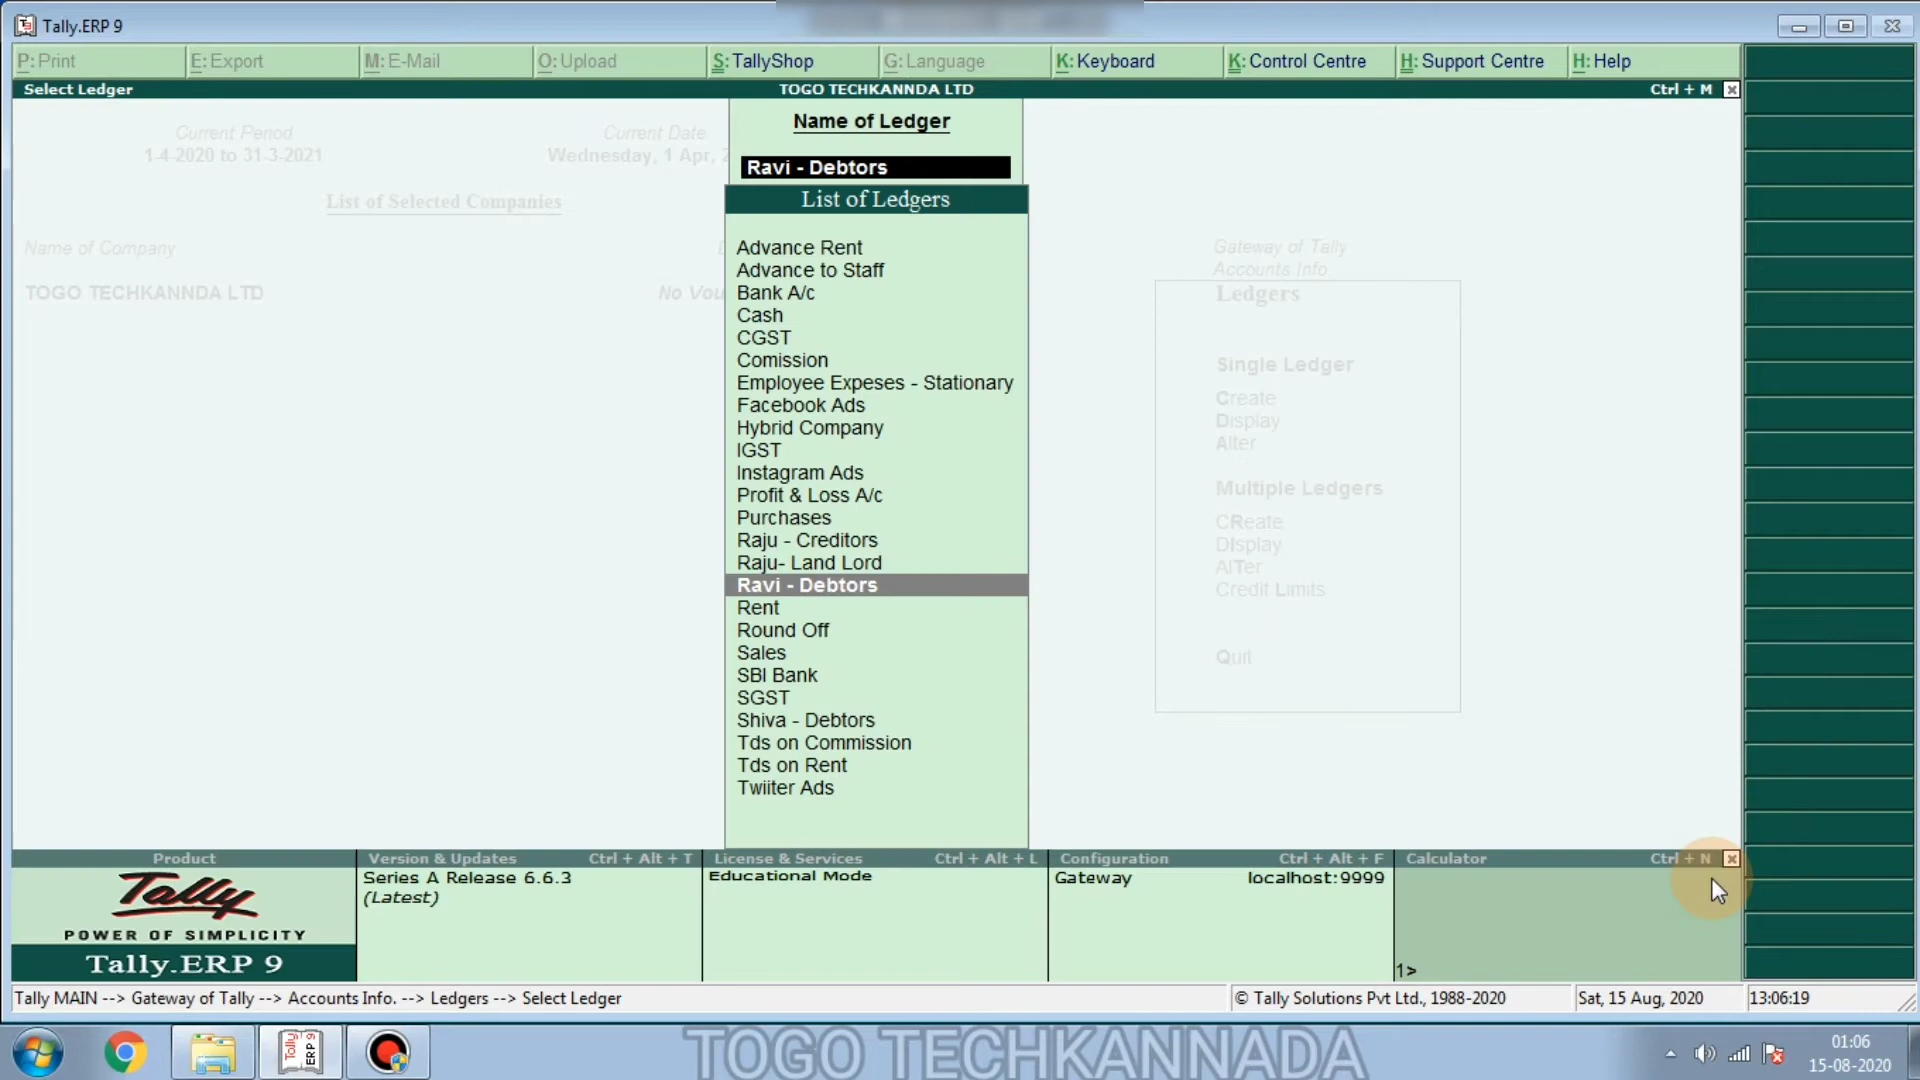 Tally.ERP 9
P: Print
E: Export
M: E-Mail
O: Upload
S: TallyShop
G: Language
K: Keyboard
K: Control Centre
H: Support Centre
H: Help
Select Ledger
TOGO TECHKANNDA LTD
Ctrl + M
Current Period
1-4-2020 to 31-3-2021
Current Date
Wednesday, 1 Apr, 2
List of Selected Companies
Name of Company
TOGO TECHKANNDA LTD
No Vou
Name of Ledger
Ravi - Debtors
List of Ledgers
Advance Rent
Advance to Staff
Bank A/c
Cash
CGST
Comission
Employee Expeses - Stationary
Facebook Ads
Hybrid Company
IGST
Instagram Ads
Profit & Loss A/c
Purchases
Raju - Creditors
Raju- Land Lord
Ravi - Debtors
Rent
Round Off
Sales
SBI Bank
SGST
Shiva - Debtors
Tds on Commission
Tds on Rent
Twiiter Ads
Gateway of Tally
Accounts Info.
Ledgers
Single Ledger
Create
Display
Alter
Multiple Ledgers
CReate
DIsplay
AlTer
Credit Limits
Quit
Product
Tally
POWER OF SIMPLICITY
Tally.ERP 9
Version & Updates
Ctrl + Alt + T
Series A Release 6.6.3
(Latest)
License & Services
Ctrl + Alt + L
Educational Mode
Configuration
Ctrl + Alt + F
Gateway
localhost:9999
Calculator
Ctrl + N
1>
Tally MAIN --> Gateway of Tally --> Accounts Info. --> Ledgers --> Select Ledger
© Tally Solutions Pvt Ltd., 1988-2020
Sat, 15 Aug, 2020
13:06:19
Tally
ERP 9
TOGO TECHKANNADA
01:06
15-08-2020